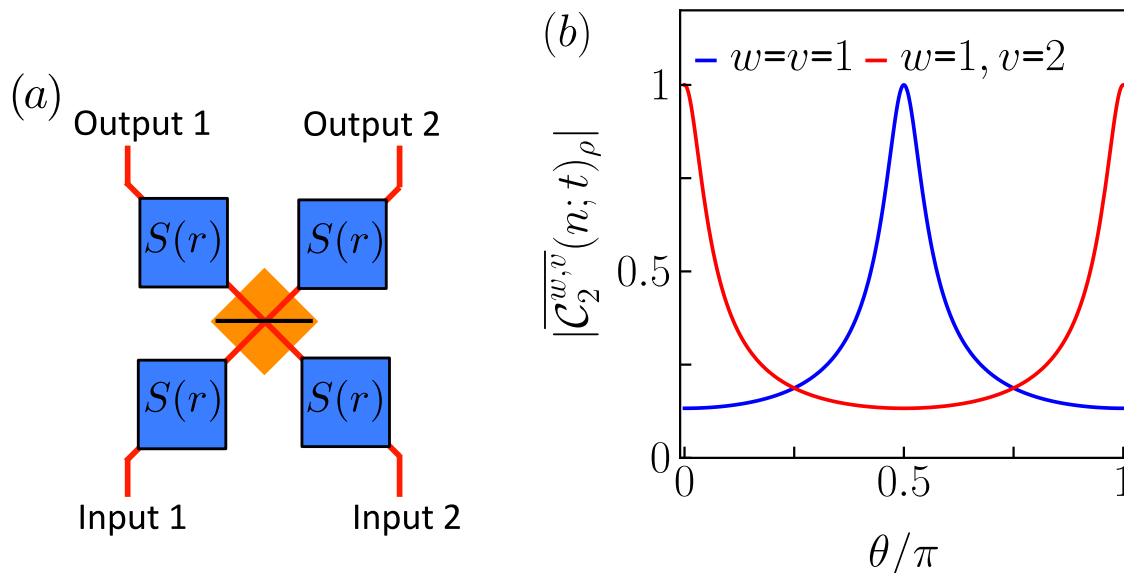 (a)
Output 1 Output 2
S(r) S(r)
S(r) S(r)
Input 1 Input 2
(b)
w=v=1 w=1, v=2
|\overline{\mathcal{C}_2^{w,v}(n;t)_\rho}|
1
0.5
0
0 0.5 1
θ/π